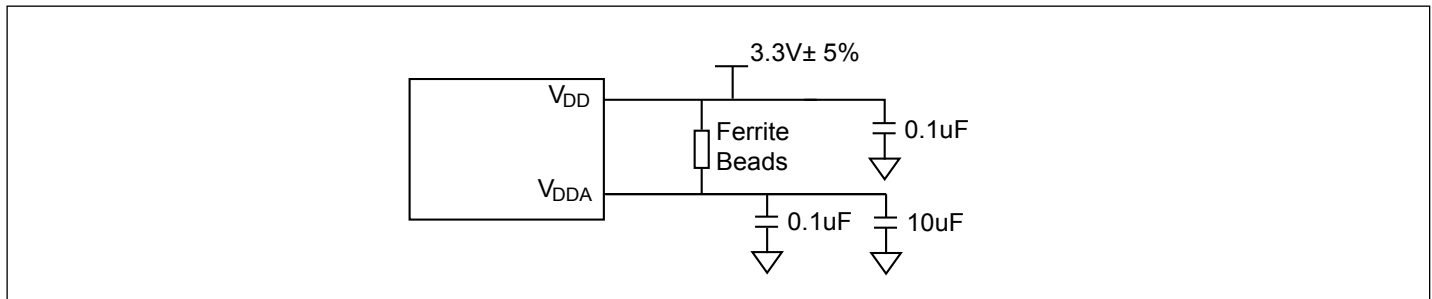 3.3V± 5%
VDD
Ferrite
Beads
0.1uF
VDDA
0.1uF
10uF